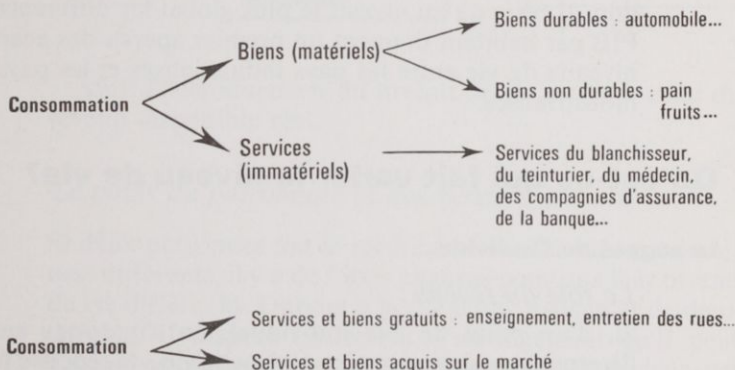 Biens durables : automobile...
Biens (matériels)
Biens non durables : pain
fruits...
Consommation
Services
(immatériels)
Services du blanchisseur,
du teinturier, du médecin,
des compagnies d'assurance,
de la banque...
Services et biens gratuits : enseignement, entretien des rues...
Consommation
Services et biens acquis sur le marché